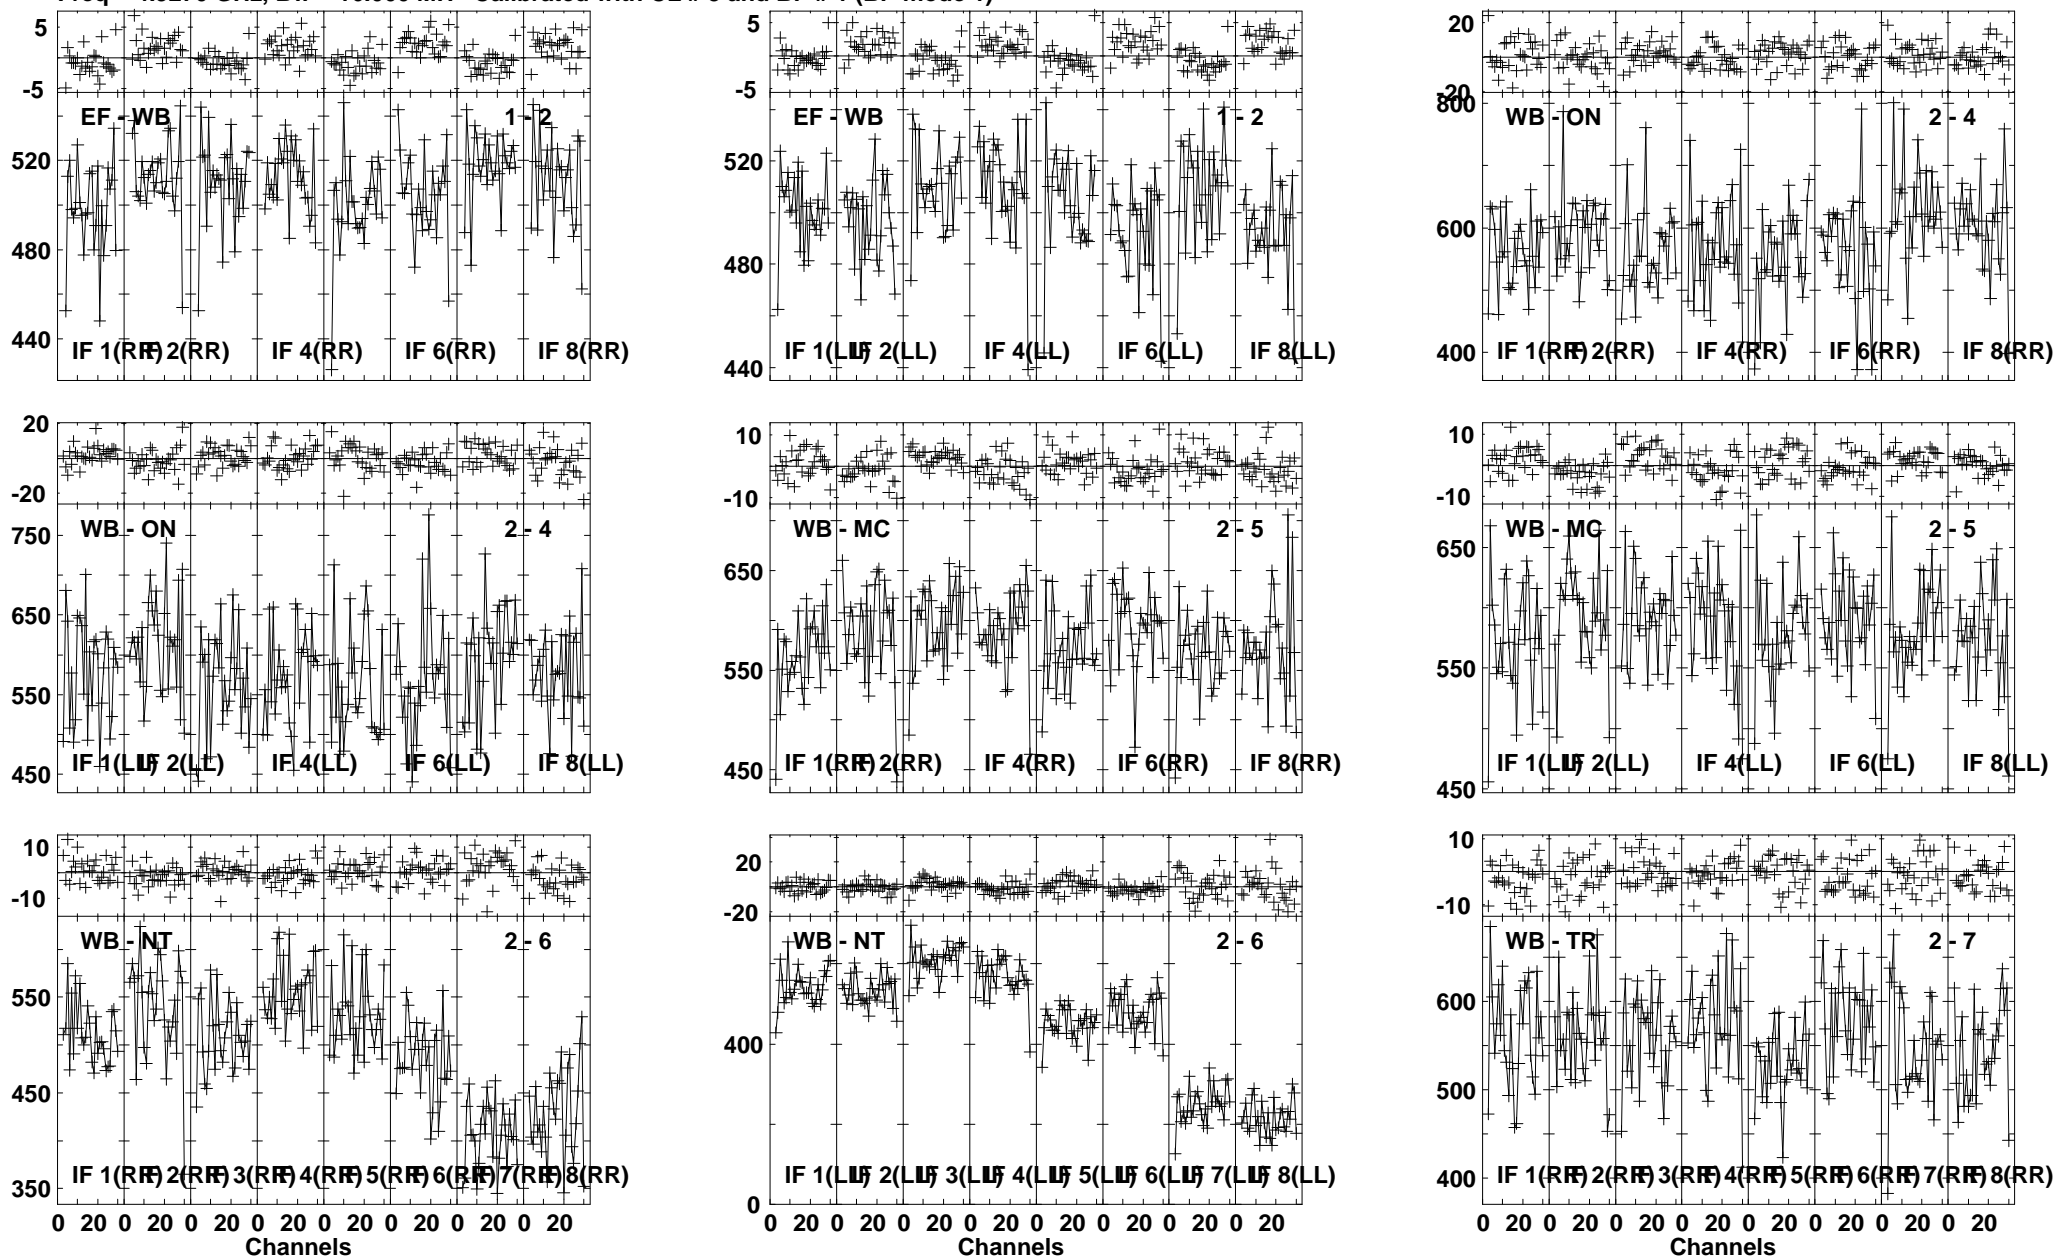 5
-5
EF - WB 1 - 2
520
480
440
IF 1(RR) IF 2(RR) IF 4(RR) IF 6(RR) IF 8(RR)
5
-5
EF - WB 1 - 2
520
480
440
IF 1(LL) IF 2(LL) IF 4(LL) IF 6(LL) IF 8(LL)
20
-20
800
WB - ON 2 - 4
600
400
IF 1(RR) IF 2(RR) IF 4(RR) IF 6(RR) IF 8(RR)
20
-20
750
WB - ON 2 - 4
650
550
450
IF 1(LL) IF 2(LL) IF 4(LL) IF 6(LL) IF 8(LL)
10
-10
WB - MC 2 - 5
650
550
450
IF 1(RR) IF 2(RR) IF 4(RR) IF 6(RR) IF 8(RR)
10
-10
WB - MC 2 - 5
650
550
450
IF 1(LL) IF 2(LL) IF 4(LL) IF 6(LL) IF 8(LL)
10
-10
WB - NT 2 - 6
550
450
350
IF 1(RR) IF 2(RR) IF 3(RR) IF 4(RR) IF 5(RR) IF 6(RR) IF 7(RR) IF 8(RR)
0 20 0 20 0 20 0 20 0 20 0 20 0 20 0 20
Channels
20
-20
WB - NT 2 - 6
400
0
IF 1(LL) IF 2(LL) IF 3(LL) IF 4(LL) IF 5(LL) IF 6(LL) IF 7(LL) IF 8(LL)
0 20 0 20 0 20 0 20 0 20 0 20 0 20 0 20
Channels
10
-10
WB - TR 2 - 7
600
500
400
IF 1(RR) IF 2(RR) IF 3(RR) IF 4(RR) IF 5(RR) IF 6(RR) IF 7(RR) IF 8(RR)
0 20 0 20 0 20 0 20 0 20 0 20 0 20 0 20
Channels